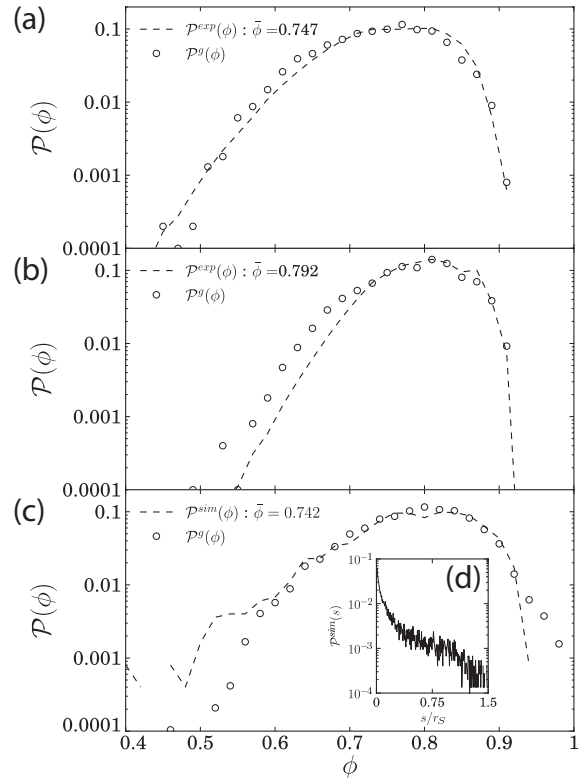 (a)
𝒫^exp(ϕ) : ϕ̄ =0.747
𝒫^g(ϕ)
0.1
0.01
0.001
0.0001
𝒫(ϕ)
(b)
𝒫^exp(ϕ) : ϕ̄ =0.792
𝒫^g(ϕ)
0.1
0.01
0.001
0.0001
𝒫(ϕ)
(c)
𝒫^sim(ϕ) : ϕ̄ = 0.742
𝒫^g(ϕ)
0.1
0.01
0.001
0.0001
𝒫(ϕ)
(d)
10⁻¹
10⁻²
10⁻³
10⁻⁴
𝒫^sim(s)
0 0.75 1.5
s/r_S
0.4 0.5 0.6 0.7 0.8 0.9 1
ϕ